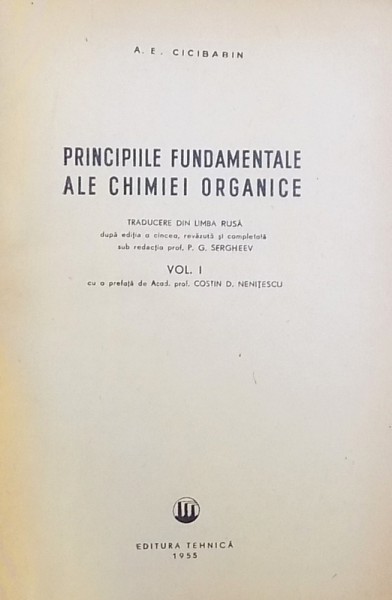 A. E. CICIBABIN
PRINCIPIILE FUNDAMENTALE
ALE CHIMIEI ORGANICE
TRADUCERE DIN LIMBA RUSĂ
după ediția a cincea, revăzută și completată
sub redacția prof. P. G. SERGHEEV
VOL. I
cu o prefață de Acad. prof. COSTIN D. NENIȚESCU
EDITURA TEHNICĂ
1955